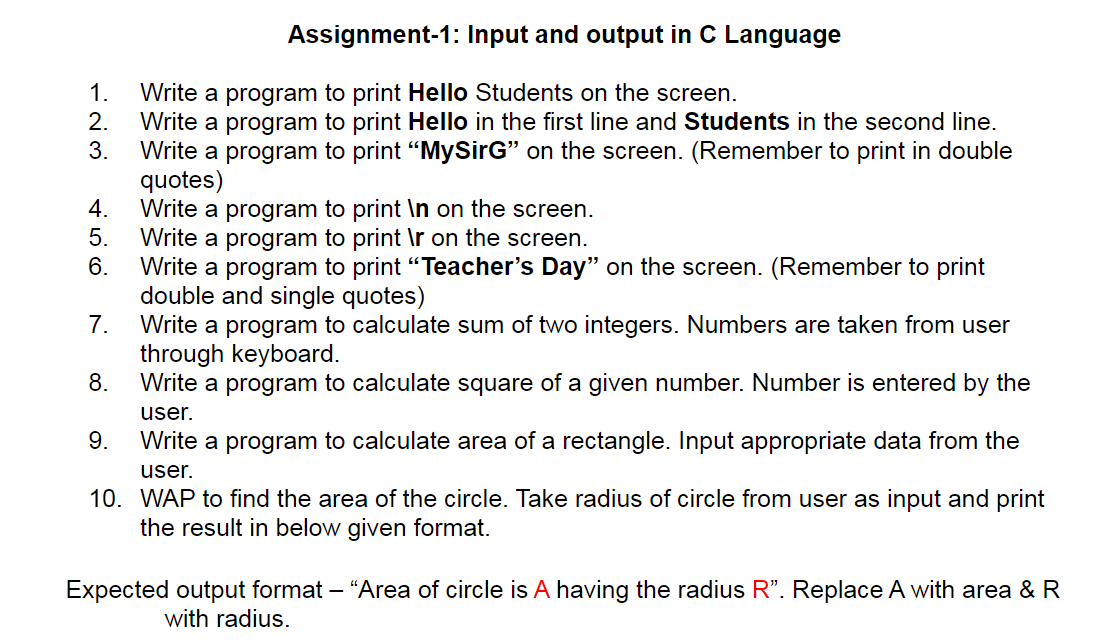 Assignment-1: Input and output in C Language
1. Write a program to print Hello Students on the screen.
2. Write a program to print Hello in the first line and Students in the second line.
3. Write a program to print “MySirG” on the screen. (Remember to print in double
quotes)
4. Write a program to print \n on the screen.
5. Write a program to print \r on the screen.
6. Write a program to print “Teacher’s Day” on the screen. (Remember to print
double and single quotes)
7. Write a program to calculate sum of two integers. Numbers are taken from user
through keyboard.
8. Write a program to calculate square of a given number. Number is entered by the
user.
9. Write a program to calculate area of a rectangle. Input appropriate data from the
user.
10. WAP to find the area of the circle. Take radius of circle from user as input and print
the result in below given format.
Expected output format – “Area of circle is A having the radius R”. Replace A with area & R
with radius.